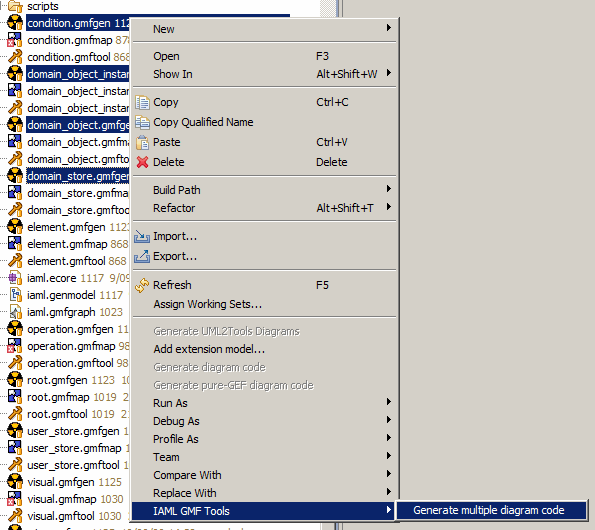 scripts
condition.gmfgen 112
condition.gmfmap 878
condition.gmftool 868
domain_object_instan
domain_object_instan
domain_object_instan
domain_object.gmfge
domain_object.gmfma
domain_object.gmfto
domain_store.gmfgen
domain_store.gmfma
domain_store.gmftoo
element.gmfgen 1123
element.gmfmap 868
element.gmftool 868
iaml.ecore 1117 9/09
iaml.genmodel 1117
iaml.gmfgraph 1023
operation.gmfgen 11
operation.gmfmap 98
operation.gmftool 98
root.gmfgen 1123 10
root.gmfmap 1019 2
root.gmftool 1019 21
user_store.gmfgen 1
user_store.gmfmap 1
user_store.gmftool 1
visual.gmfgen 1125
visual.gmfmap 1030
visual.gmftool 1030
New
Open F3
Show In Alt+Shift+W
Copy Ctrl+C
Copy Qualified Name
Paste Ctrl+V
Delete Delete
Build Path
Refactor Alt+Shift+T
Import...
Export...
Refresh F5
Assign Working Sets...
Generate UML2Tools Diagrams
Add extension model...
Generate diagram code
Generate pure-GEF diagram code
Run As
Debug As
Profile As
Team
Compare With
Replace With
IAML GMF Tools
Generate multiple diagram code